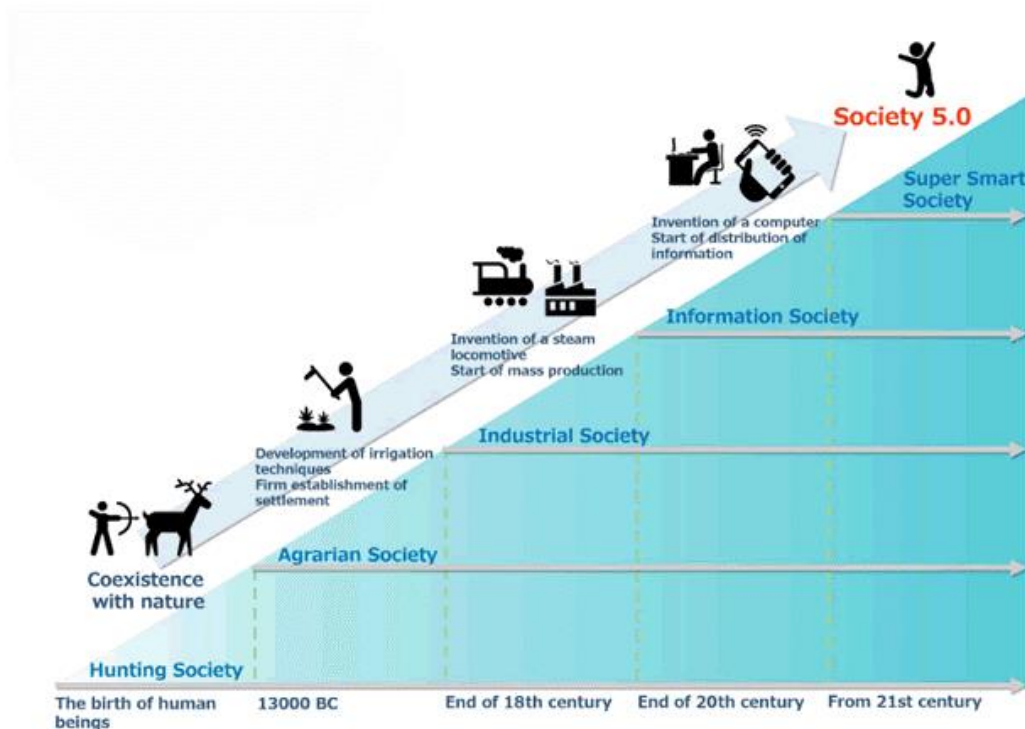 Society 5.0
Super Smart
Society
Invention of a computer
Start of distribution of
information
Information Society
Invention of a steam
locomotive
Start of mass production
Industrial Society
Development of irrigation
techniques
Firm establishment of
settlement
Agrarian Society
Coexistence
with nature
Hunting Society
The birth of human
beings
13000 BC
End of 18th century
End of 20th century
From 21st century